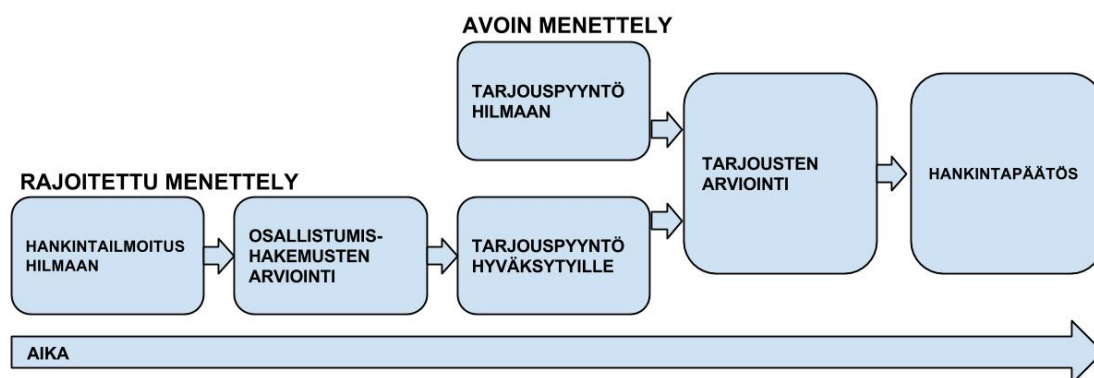 AVOIN MENETTELY
TARJOUSPYYNTÖ
HILMAAN
TARJOUSTEN
ARVIOINTI
HANKINTAPÄÄTÖS
RAJOITETTU MENETTELY
HANKINTAILMOITUS
HILMAAN
OSALLISTUMIS-
HAKEMUSTEN
ARVIOINTI
TARJOUSPYYNTÖ
HYVÄKSYTYILLE
AIKA